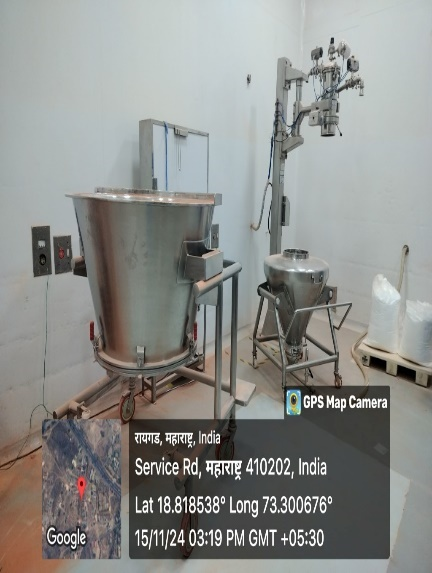 GPS Map Camera
रायगड, महाराष्ट्र, India
Service Rd, महाराष्ट्र 410202, India
Lat 18.818538° Long 73.300676°
15/11/24 03:19 PM GMT +05:30
Google